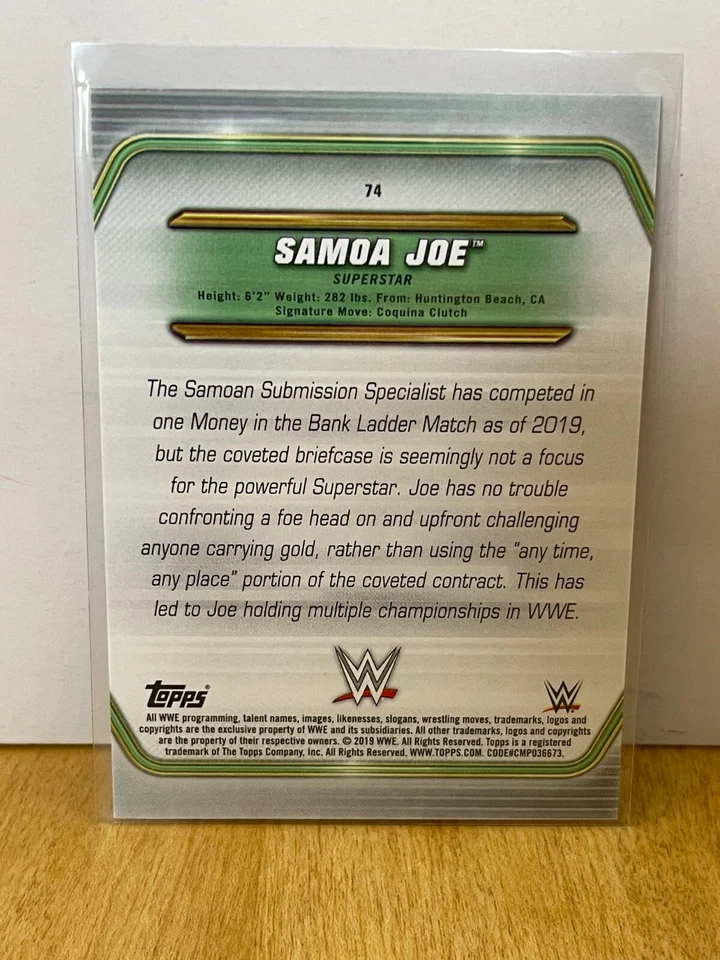 74
SAMOA JOE™
SUPERSTAR
Height: 6'2" Weight: 282 lbs. From: Huntington Beach, CA
Signature Move: Coquina Clutch
The Samoan Submission Specialist has competed in
one Money in the Bank Ladder Match as of 2019,
but the coveted briefcase is seemingly not a focus
for the powerful Superstar. Joe has no trouble
confronting a foe head on and upfront challenging
anyone carrying gold, rather than using the "any time,
any place" portion of the coveted contract. This has
led to Joe holding multiple championships in WWE.
Topps®
W
W
All WWE programming, talent names, images, likenesses, slogans, wrestling moves, trademarks, logos and
copyrights are the exclusive property of WWE and its subsidiaries. All other trademarks, logos and copyrights
are the property of their respective owners. © 2019 WWE. All Rights Reserved. Topps is a registered
trademark of The Topps Company, Inc. All Rights Reserved. WWW.TOPPS.COM. CODE#CMP036673.